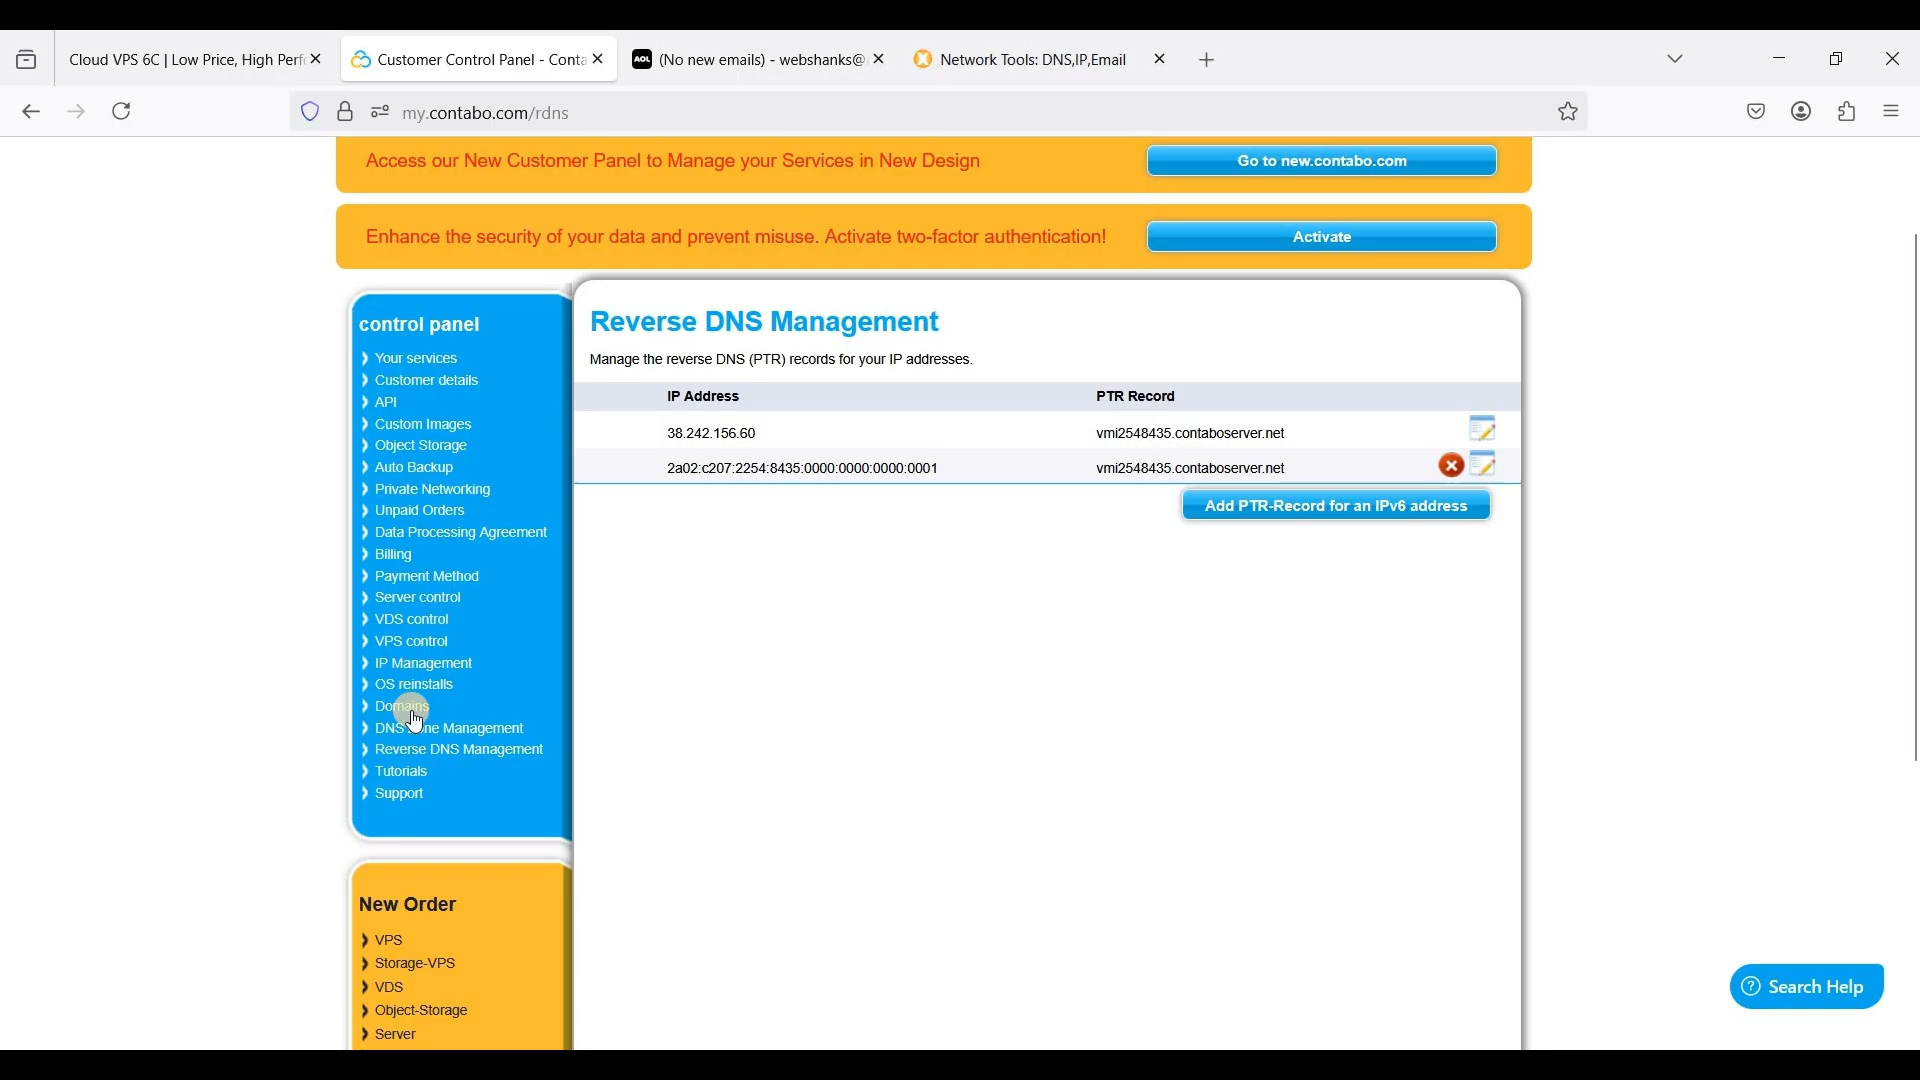 Cloud VPS 6C | Low Price, High Perf
Customer Control Panel - Conta
AOL (No new emails) - webshanks@
Network Tools: DNS,IP,Email
my.contabo.com/rdns
Access our New Customer Panel to Manage your Services in New Design
Go to new.contabo.com
Enhance the security of your data and prevent misuse. Activate two-factor authentication!
Activate
control panel
Your services
Customer details
API
Custom Images
Object Storage
Auto Backup
Private Networking
Unpaid Orders
Data Processing Agreement
Billing
Payment Method
Server control
VDS control
VPS control
IP Management
OS reinstalls
Domains
DNS Zone Management
Reverse DNS Management
Tutorials
Support
New Order
VPS
Storage-VPS
VDS
Object-Storage
Server
Reverse DNS Management
Manage the reverse DNS (PTR) records for your IP addresses.
IP Address PTR Record
38.242.156.60 vmi2548435.contaboserver.net
2a02:c207:2254:8435:0000:0000:0000:0001 vmi2548435.contaboserver.net
Add PTR-Record for an IPv6 address
Search Help